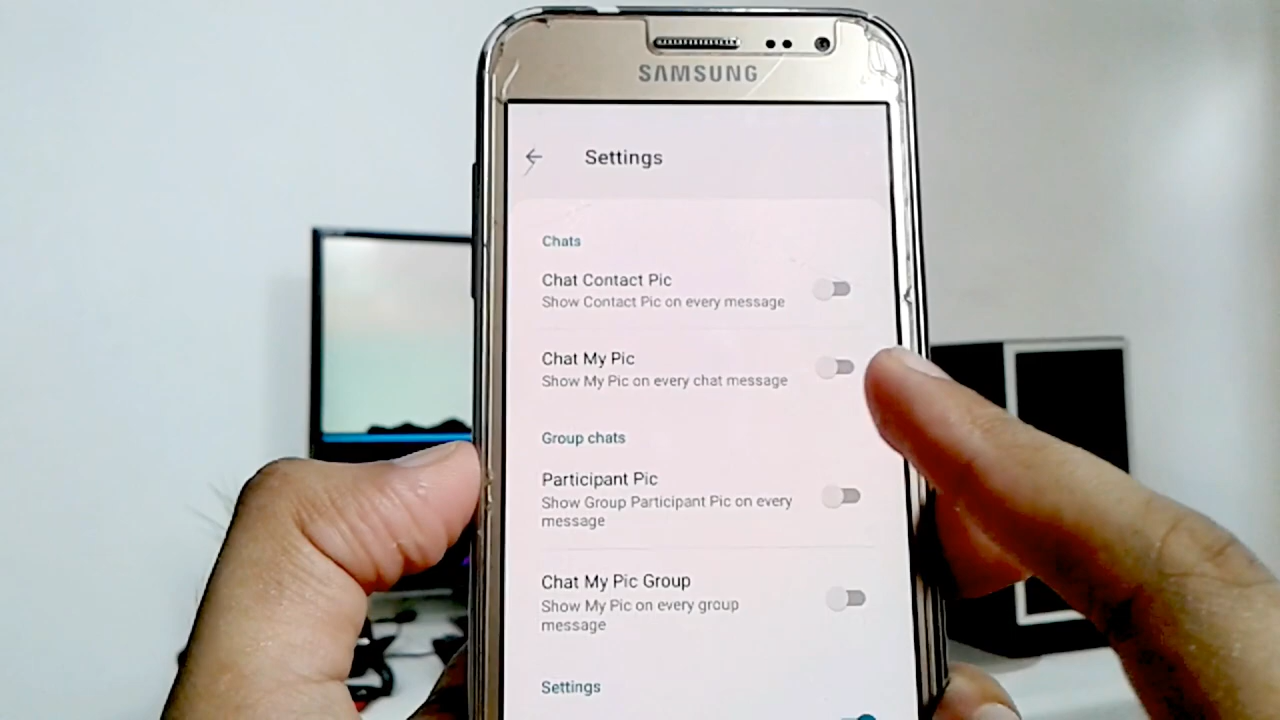 SAMSUNG
Settings
Chats
Chat Contact Pic
Show Contact Pic on every message
Chat My Pic
Show My Pic on every chat message
Group chats
Participant Pic
Show Group Participant Pic on every
message
Chat My Pic Group
Show My Pic on every group
message
Settings